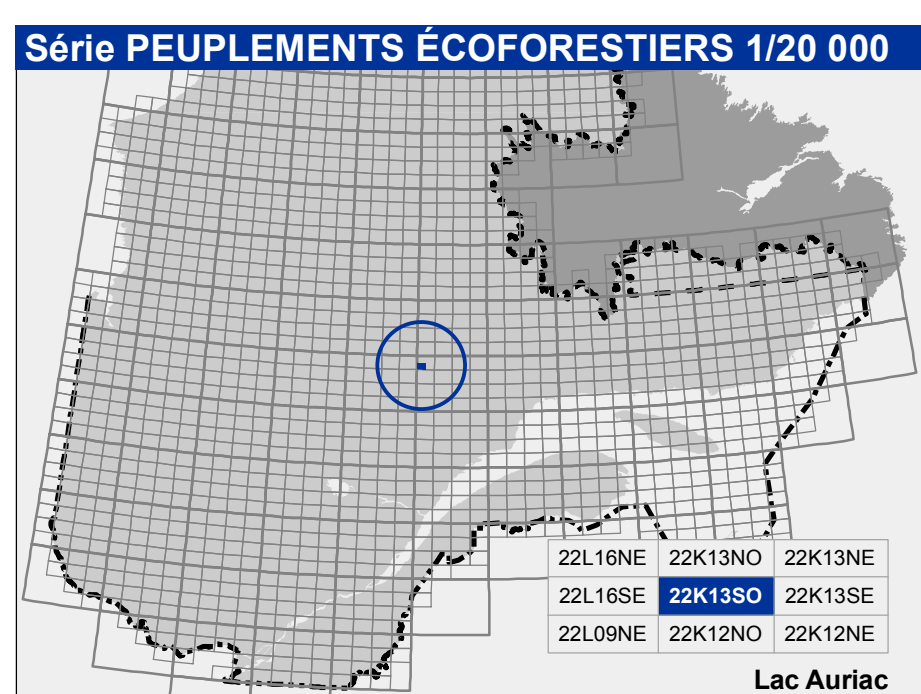 Série PEUPLEMENTS ÉCOFORESTIERS 1/20 000
22L16NE 22K13NO 22K13NE
22L16SE 22K13SO 22K13SE
22L09NE 22K12NO 22K12NE
Lac Auriac